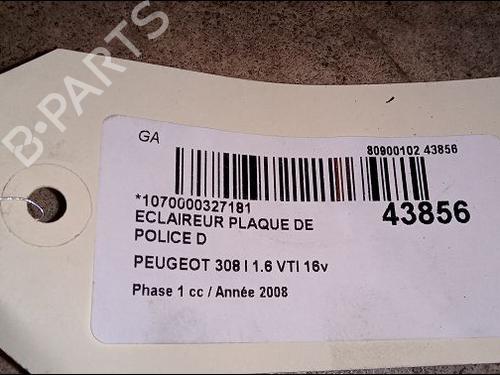 B-PARTS
GA
80900102 43856
*1070000327181
43856
ECLAIREUR PLAQUE DE
POLICE D
PEUGEOT 308 I 1.6 VTI 16v
Phase 1 cc / Année 2008